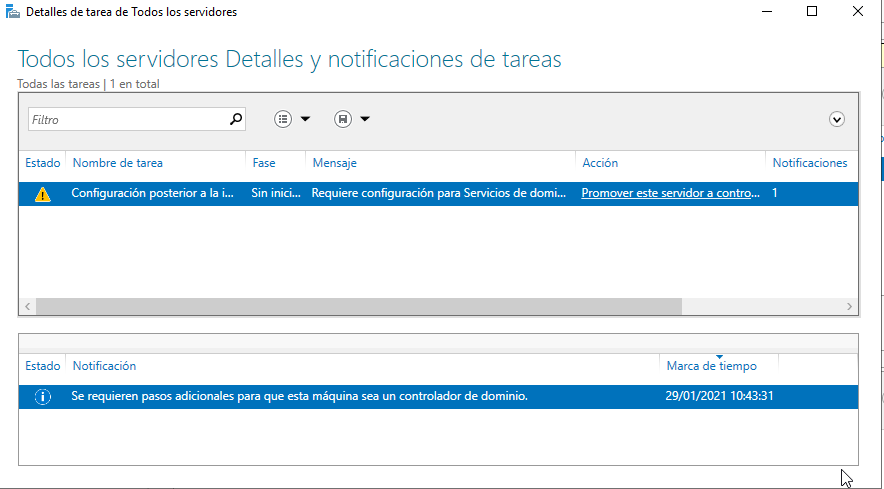 Detalles de tarea de Todos los servidores
Todos los servidores Detalles y notificaciones de tareas
Todas las tareas | 1 en total
Filtro
Estado Nombre de tarea Fase Mensaje Acción Notificaciones
Configuración posterior a la i... Sin inici... Requiere configuración para Servicios de domi... Promover este servidor a contro... 1
Estado Notificación Marca de tiempo
Se requieren pasos adicionales para que esta máquina sea un controlador de dominio. 29/01/2021 10:43:31